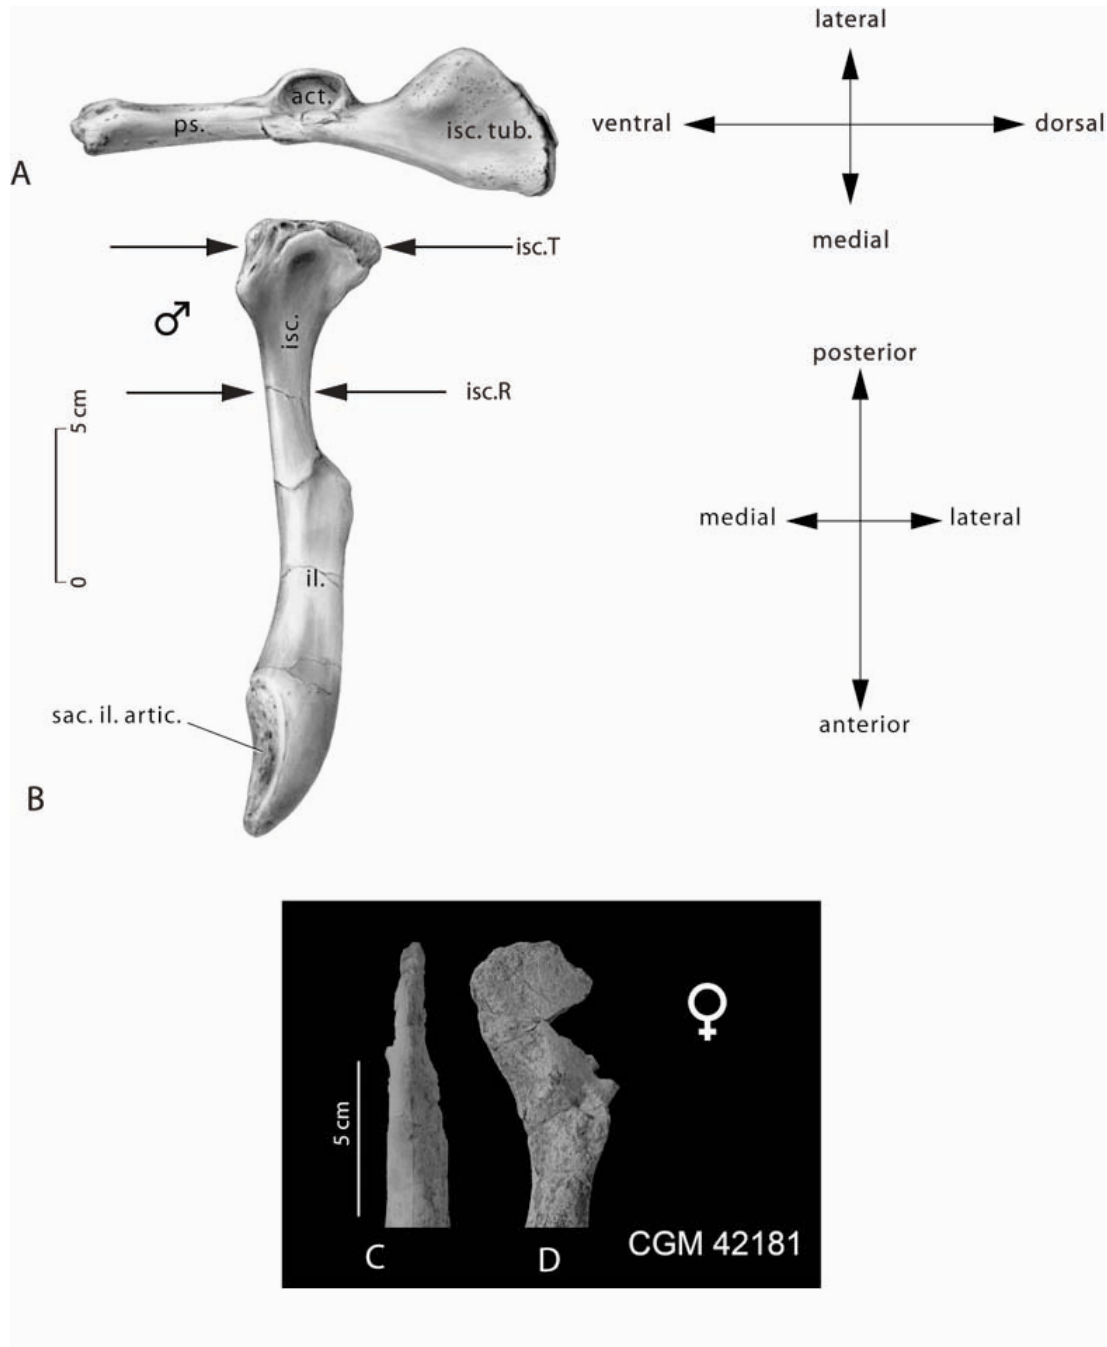 lateral
act.
ps.
isc. tub.
ventral
dorsal
A
medial
isc.T
♂
isc.
posterior
isc.R
5 cm
medial
lateral
il.
0
sac. il. artic.
anterior
B
♀
5 cm
C
D
CGM 42181